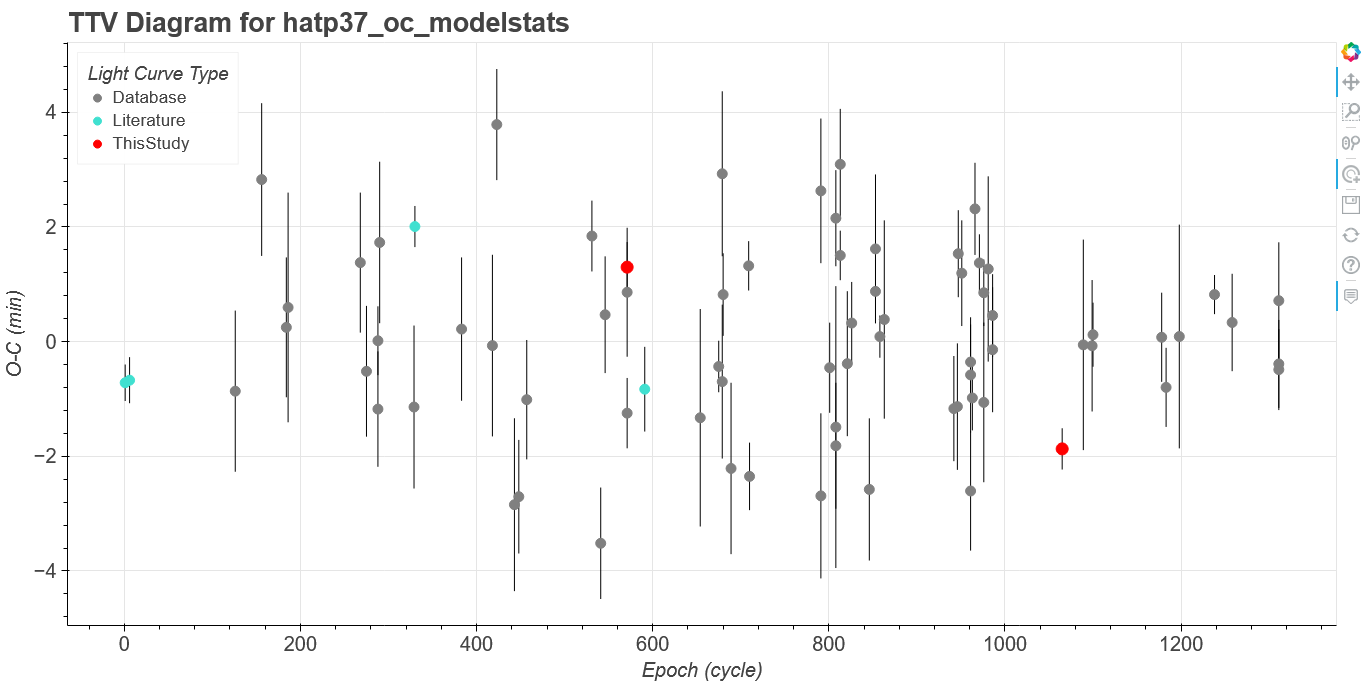 TTV Diagram for hatp37_oc_modelstats
Light Curve Type
Database
Literature
ThisStudy
4
2
0
−2
−4
O-C (min)
0
200
400
600
800
1000
1200
Epoch (cycle)